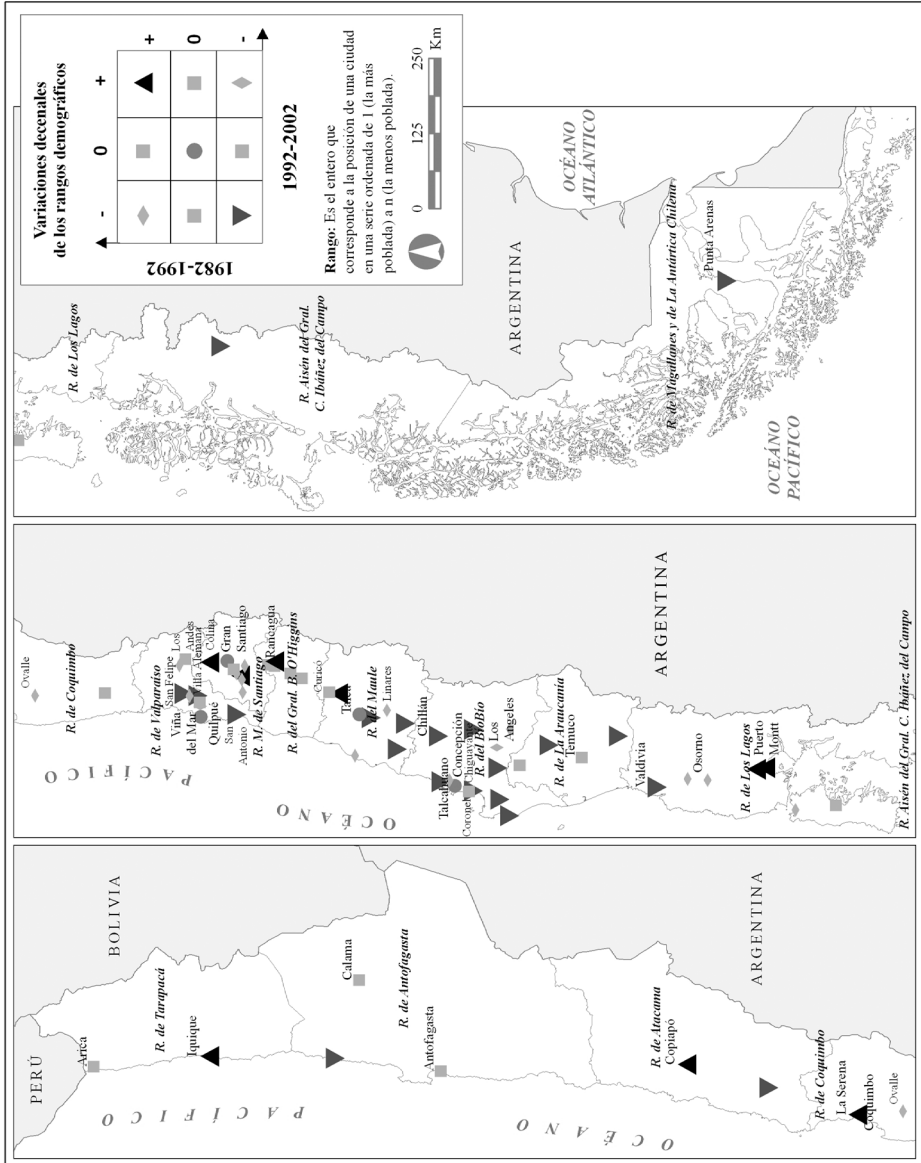 Variaciones decenales
de los rangos demográficos
- 0 +
+
0
-
1982-1992
1992-2002
Rango: Es el entero que
corresponde a la posición de una ciudad
en una serie ordenada de 1 (la más
poblada) a n (la menos poblada).
0 125 250
Km
PERÚ
BOLIVIA
Arica
R. de Tarapacá
Iquique
Calama
R. de Antofagasta
Antofagasta
R. de Atacama
Copiapó
ARGENTINA
R. de Coquimbo
La Serena
Coquimbo
Ovalle
OCÉANO
PACÍFICO
Ovalle
R. de Coquimbo
R. de Valparaíso
San Felipe
Los
Andes
Viña
del Mar
Villa Alemana
Quilpué
Colina
Gran
Santiago
San
Antonio
R. M. de Santiago
Rancagua
R. del Gral. B. O'Higgins
Curicó
Talca
R. del Maule
Linares
Chillán
Talcahuano
Concepción
Chiguayante
Coronel
R. del BíoBío
Los
Angeles
R. de La Araucanía
Temuco
Valdivia
Osorno
R. de Los Lagos
Puerto
Montt
R. Aisén del Gral. C. Ibáñez del Campo
ARGENTINA
OCÉANO
PACÍFICO
R. de Los Lagos
R. Aisén del Gral.
C. Ibáñez del Campo
ARGENTINA
R. de Magallanes y de La Antártica Chilena
Punta Arenas
OCÉANO
ATLÁNTICO
OCEÁNO
PACÍFICO